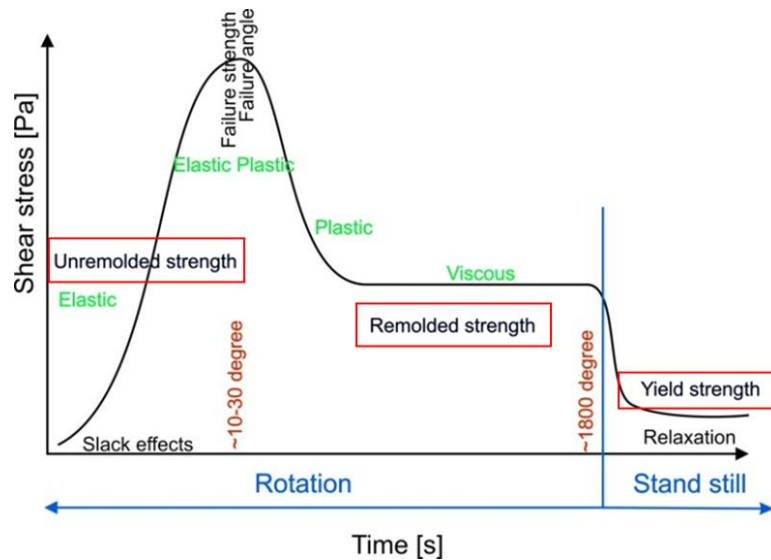 Shear stress [Pa]
Failure strength
Failure angle
Elastic Plastic
Plastic
Unremolded strength
Elastic
Viscous
Remolded strength
~10-30 degree
~1800 degree
Yield strength
Slack effects
Relaxation
Rotation
Stand still
Time [s]